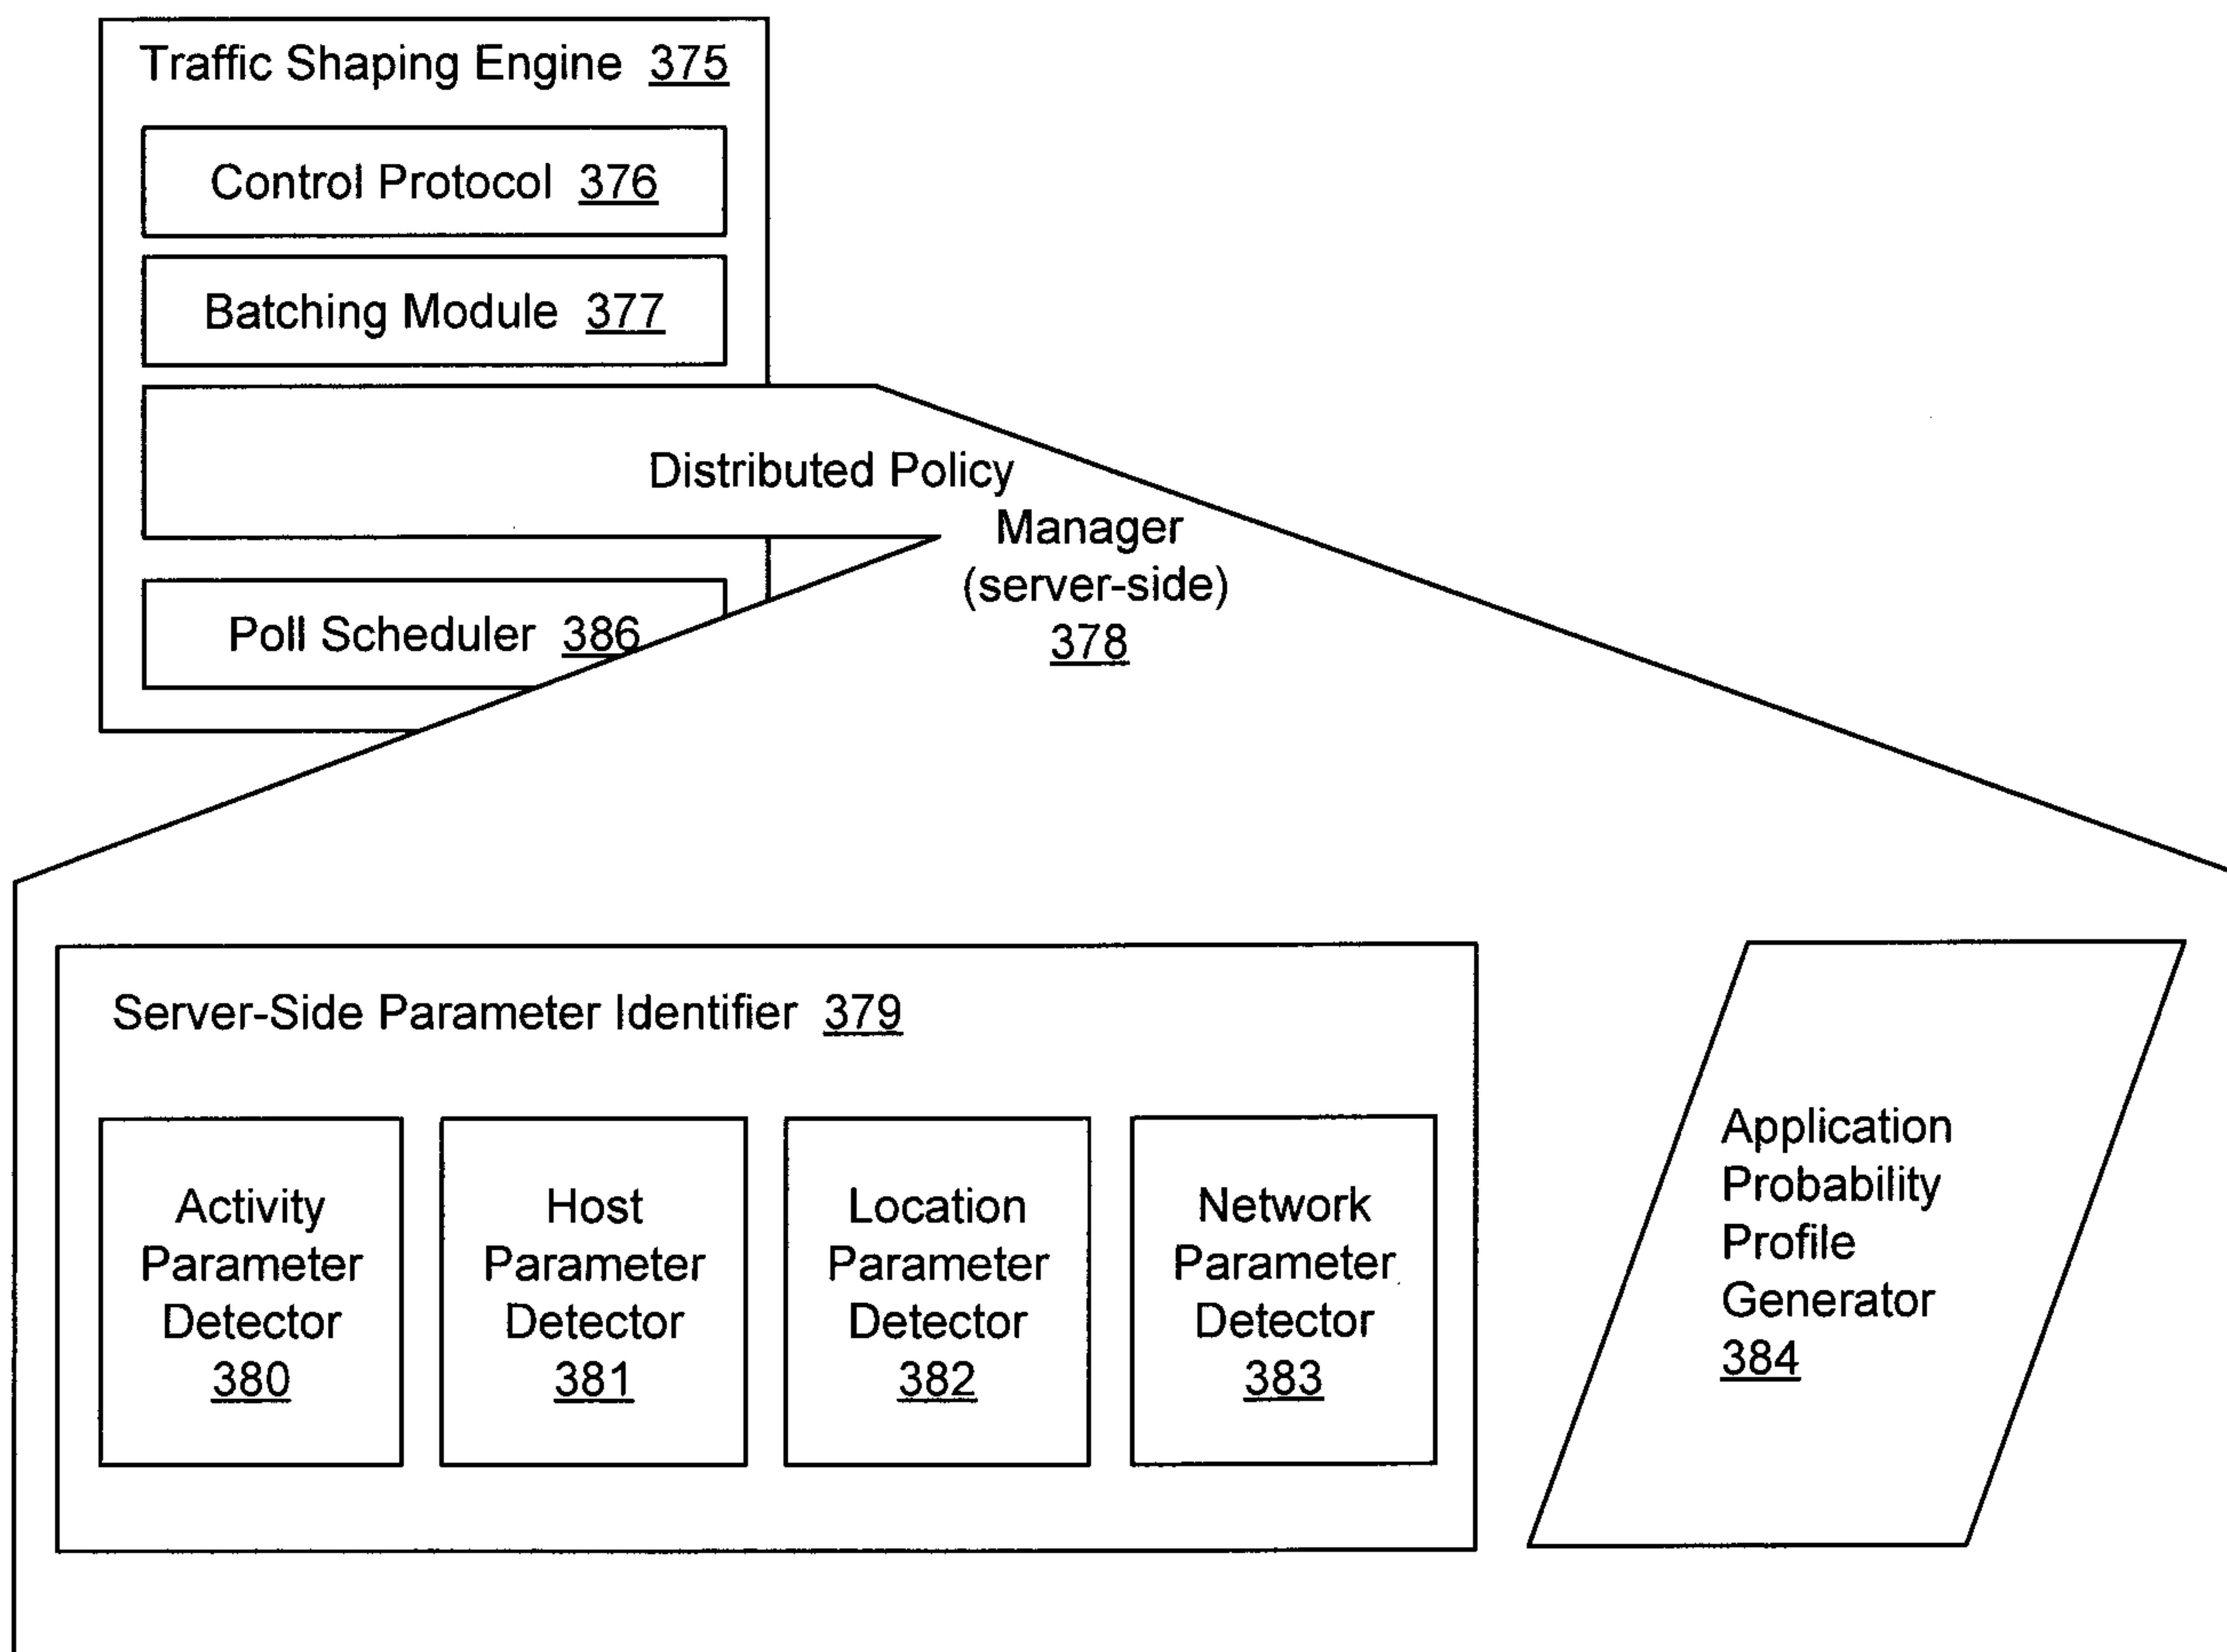 Traffic Shaping Engine 375
Control Protocol 376
Batching Module 377
Distributed Policy
Manager
(server-side)
378
Poll Scheduler 386
Server-Side Parameter Identifier 379
Activity
Parameter
Detector
380
Host
Parameter
Detector
381
Location
Parameter
Detector
382
Network
Parameter
Detector
383
Application
Probability
Profile
Generator
384